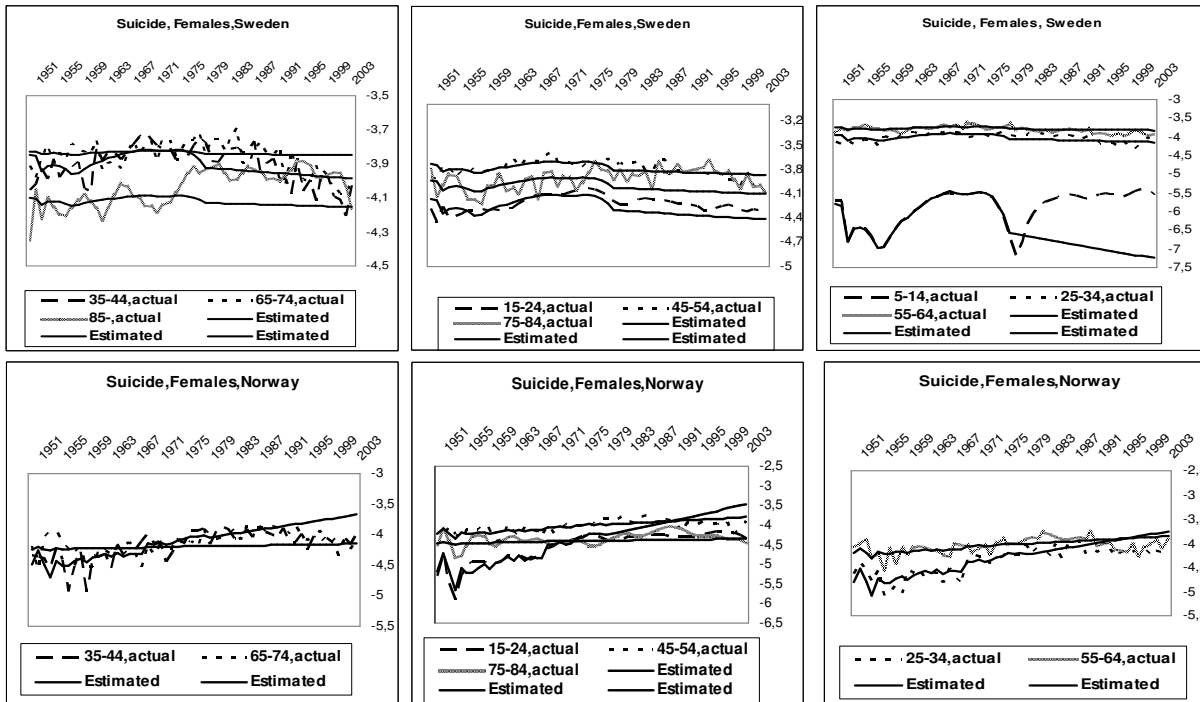 Suicide, Females,Sweden
1951 1955 1959 1963 1967 1971 1975 1979 1983 1987 1991 1995 1999 2003
-3,5
-3,7
-3,9
-4,1
-4,3
-4,5
35-44,actual 65-74,actual
85-,actual Estimated
Estimated Estimated
Suicide, Females,Sweden
1951 1955 1959 1963 1967 1971 1975 1979 1983 1987 1991 1995 1999 2003
-3,2
-3,5
-3,8
-4,1
-4,4
-4,7
-5
15-24,actual 45-54,actual
75-84,actual Estimated
Estimated Estimated
Suicide, Females, Sweden
1951 1955 1959 1963 1967 1971 1975 1979 1983 1987 1991 1995 1999 2003
-3
-3,5
-4
-4,5
-5
-5,5
-6
-6,5
-7
-7,5
5-14,actual 25-34,actual
55-64,actual Estimated
Estimated Estimated
Suicide,Females,Norway
1951 1955 1959 1963 1967 1971 1975 1979 1983 1987 1991 1995 1999 2003
-3
-3,5
-4
-4,5
-5
-5,5
35-44,actual 65-74,actual
Estimated Estimated
Suicide,Females,Norway
1951 1955 1959 1963 1967 1971 1975 1979 1983 1987 1991 1995 1999 2003
-2,5
-3
-3,5
-4
-4,5
-5
-5,5
-6
-6,5
15-24,actual 45-54,actual
75-84,actual Estimated
Estimated Estimated
Suicide,Females,Norway
1951 1955 1959 1963 1967 1971 1975 1979 1983 1987 1991 1995 1999 2003
-3
-4
-5
25-34,actual 55-64,actual
Estimated Estimated